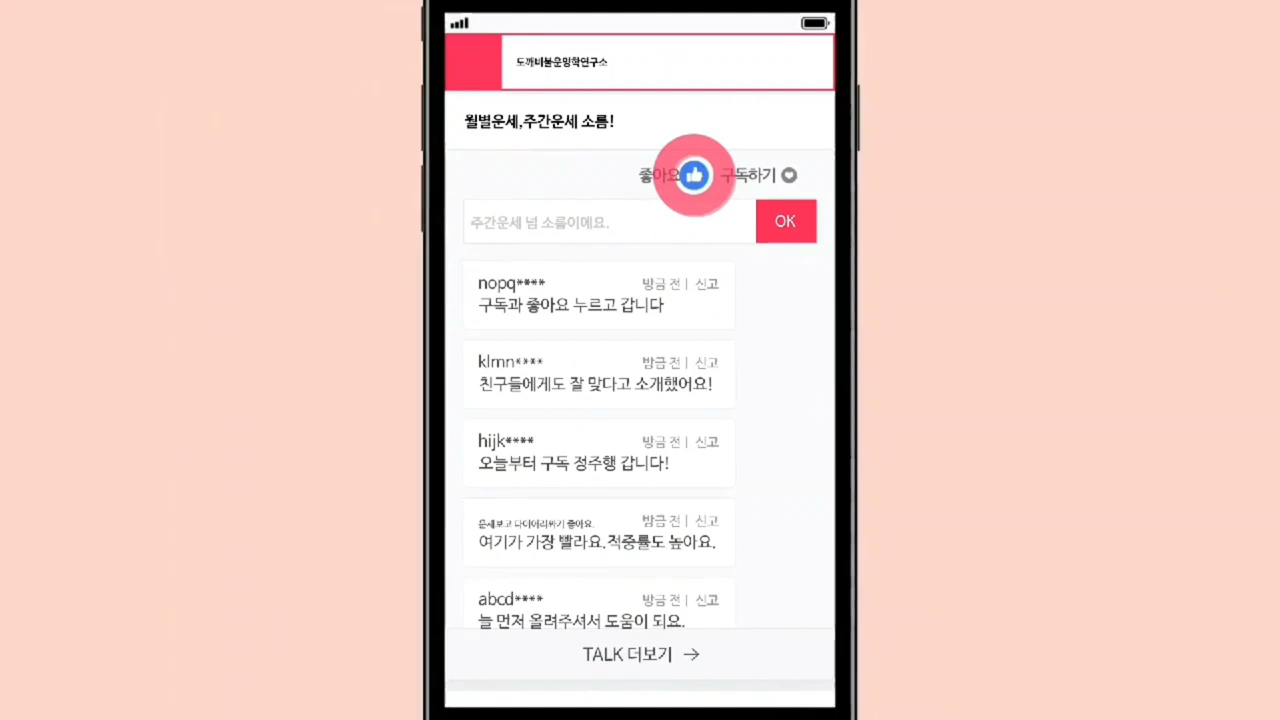 도깨비불운명학연구소
월별운세,주간운세 소름!
좋아요 구독하기
주간운세 넘 소름이에요. OK
nopq**** 방금 전 | 신고
구독과 좋아요 누르고 갑니다
klmn**** 방금 전 | 신고
친구들에게도 잘 맞다고 소개했어요!
hijk**** 방금 전 | 신고
오늘부터 구독 정주행 갑니다!
운세보고 다이어리짜기 좋아요. 방금 전 | 신고
여기가 가장 빨라요.적중률도 높아요.
abcd**** 방금 전 | 신고
늘 먼저 올려주셔서 도움이 되요.
TALK 더보기